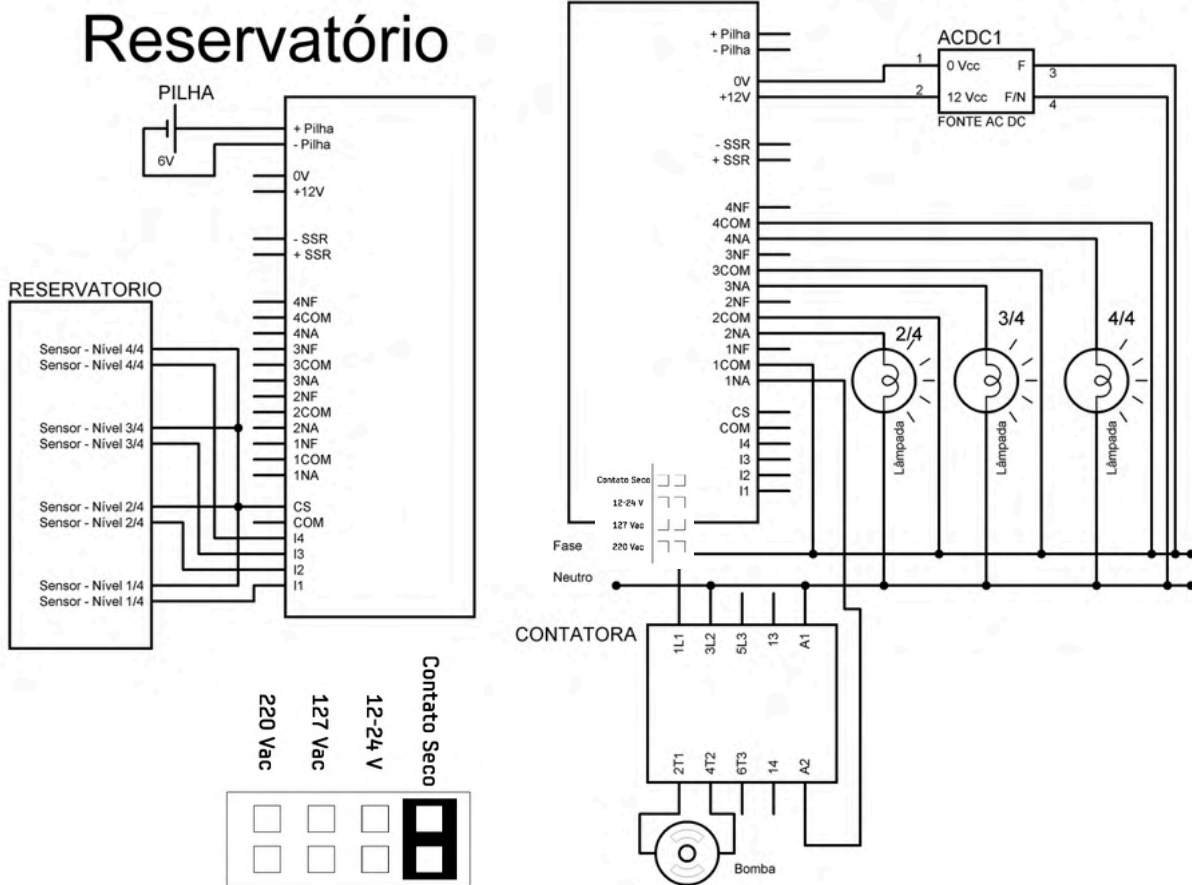 Reservatório
PILHA
6V
+ Pilha
- Pilha
0V
+12V
- SSR
+ SSR
4NF
4COM
4NA
3NF
3COM
3NA
2NF
2COM
2NA
1NF
1COM
1NA
CS
COM
I4
I3
I2
I1
RESERVATORIO
Sensor - Nível 4/4
Sensor - Nível 4/4
Sensor - Nível 3/4
Sensor - Nível 3/4
Sensor - Nível 2/4
Sensor - Nível 2/4
Sensor - Nível 1/4
Sensor - Nível 1/4
220 Vac
127 Vac
12-24 V
Contato Seco
+ Pilha
- Pilha
0V
+12V
- SSR
+ SSR
4NF
4COM
4NA
3NF
3COM
3NA
2NF
2COM
2NA
1NF
1COM
1NA
CS
COM
I4
I3
I2
I1
Contato Seco
12-24 V
127 Vac
220 Vac
ACDC1
1
0 Vcc
F
3
2
12 Vcc
F/N
4
FONTE AC DC
2/4
3/4
4/4
Lâmpada
Lâmpada
Lâmpada
Fase
Neutro
CONTATORA
1L1
3L2
5L3
13
A1
2T1
4T2
6T3
14
A2
Bomba